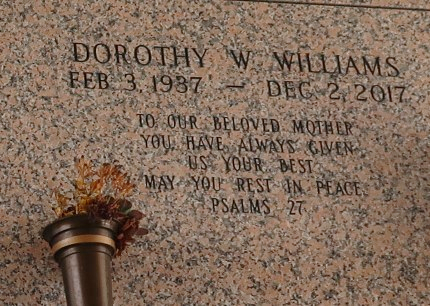 DOROTHY W. WILLIAMS
FEB. 3, 1937 — DEC. 2, 2017
TO OUR BELOVED MOTHER
YOU HAVE ALWAYS GIVEN
US YOUR BEST
MAY YOU REST IN PEACE
PSALMS 27